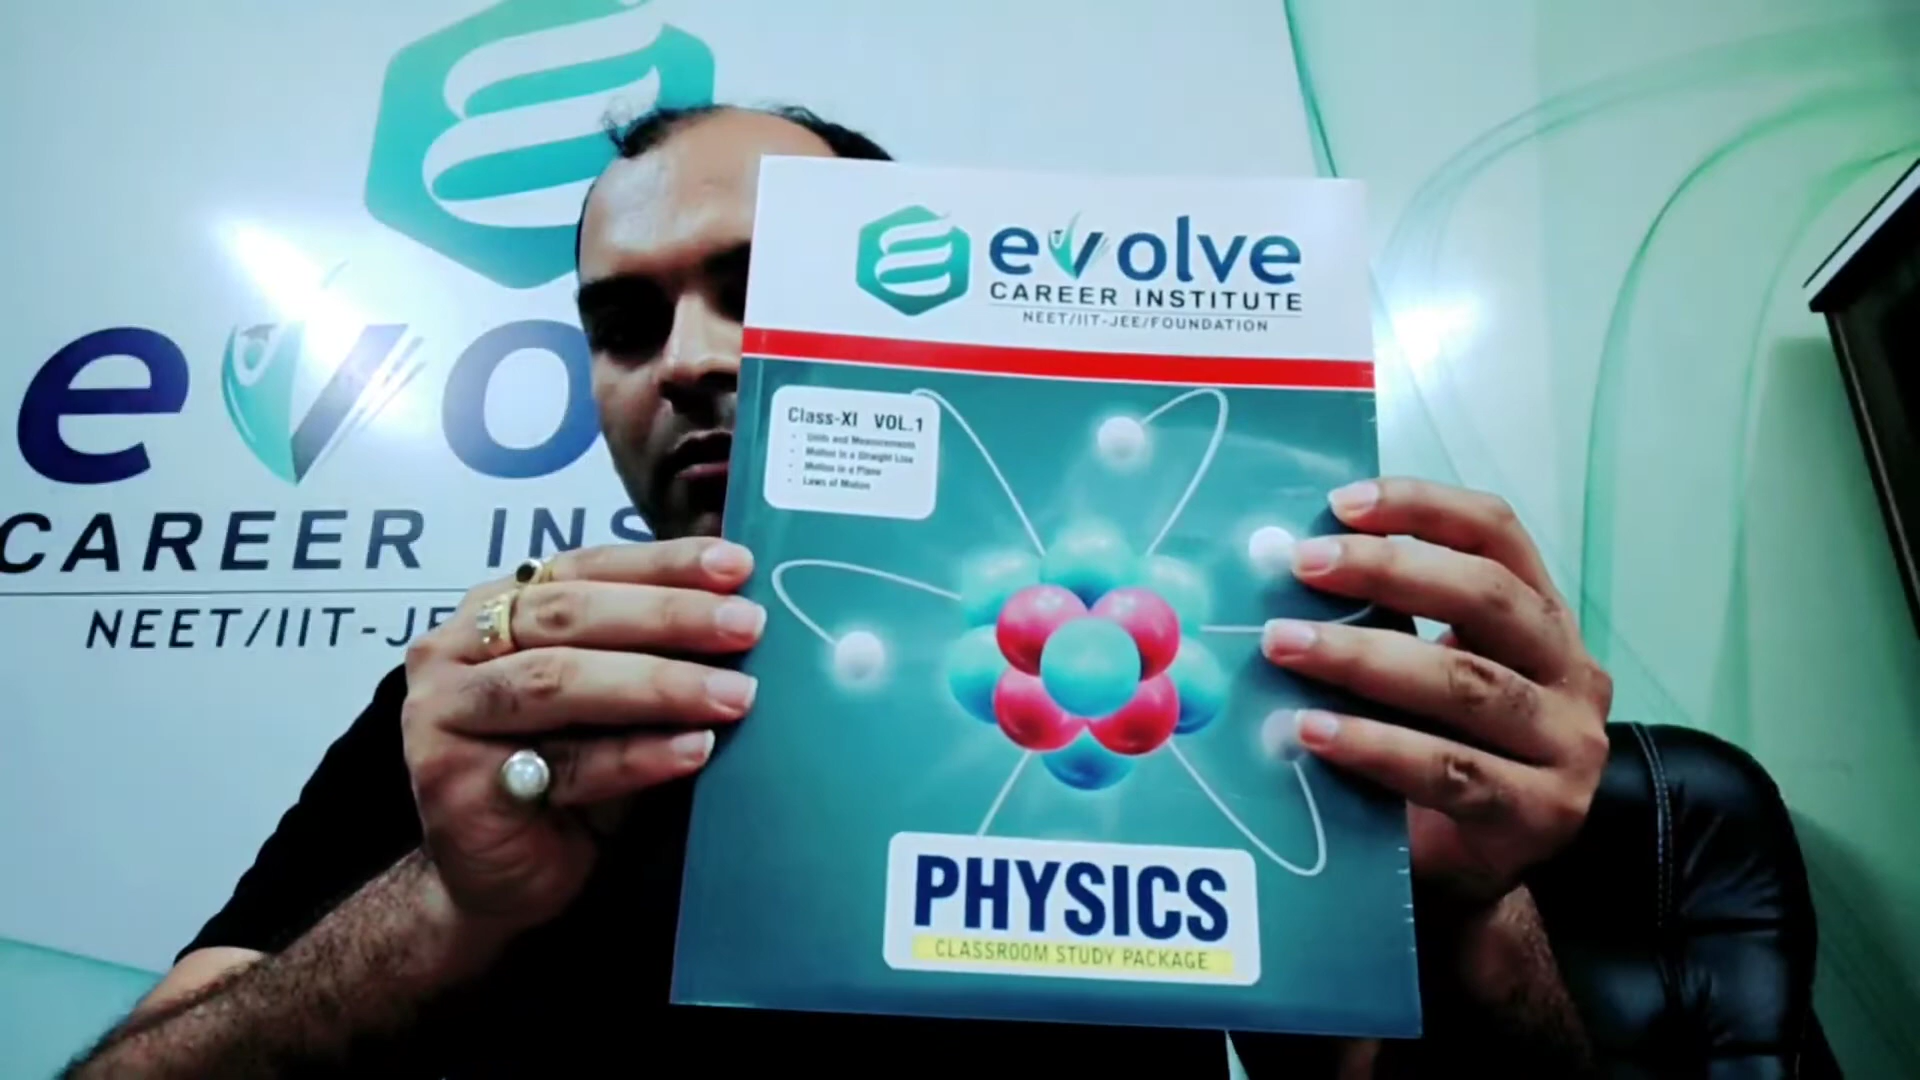 evo
CAREER INS
NEET/IIT-JE
evolve
CAREER INSTITUTE
NEET/IIT-JEE/FOUNDATION
Class-XI VOL.1
Units and Measurements
Motion in a Straight Line
Motion in a Plane
Laws of Motion
PHYSICS
CLASSROOM STUDY PACKAGE